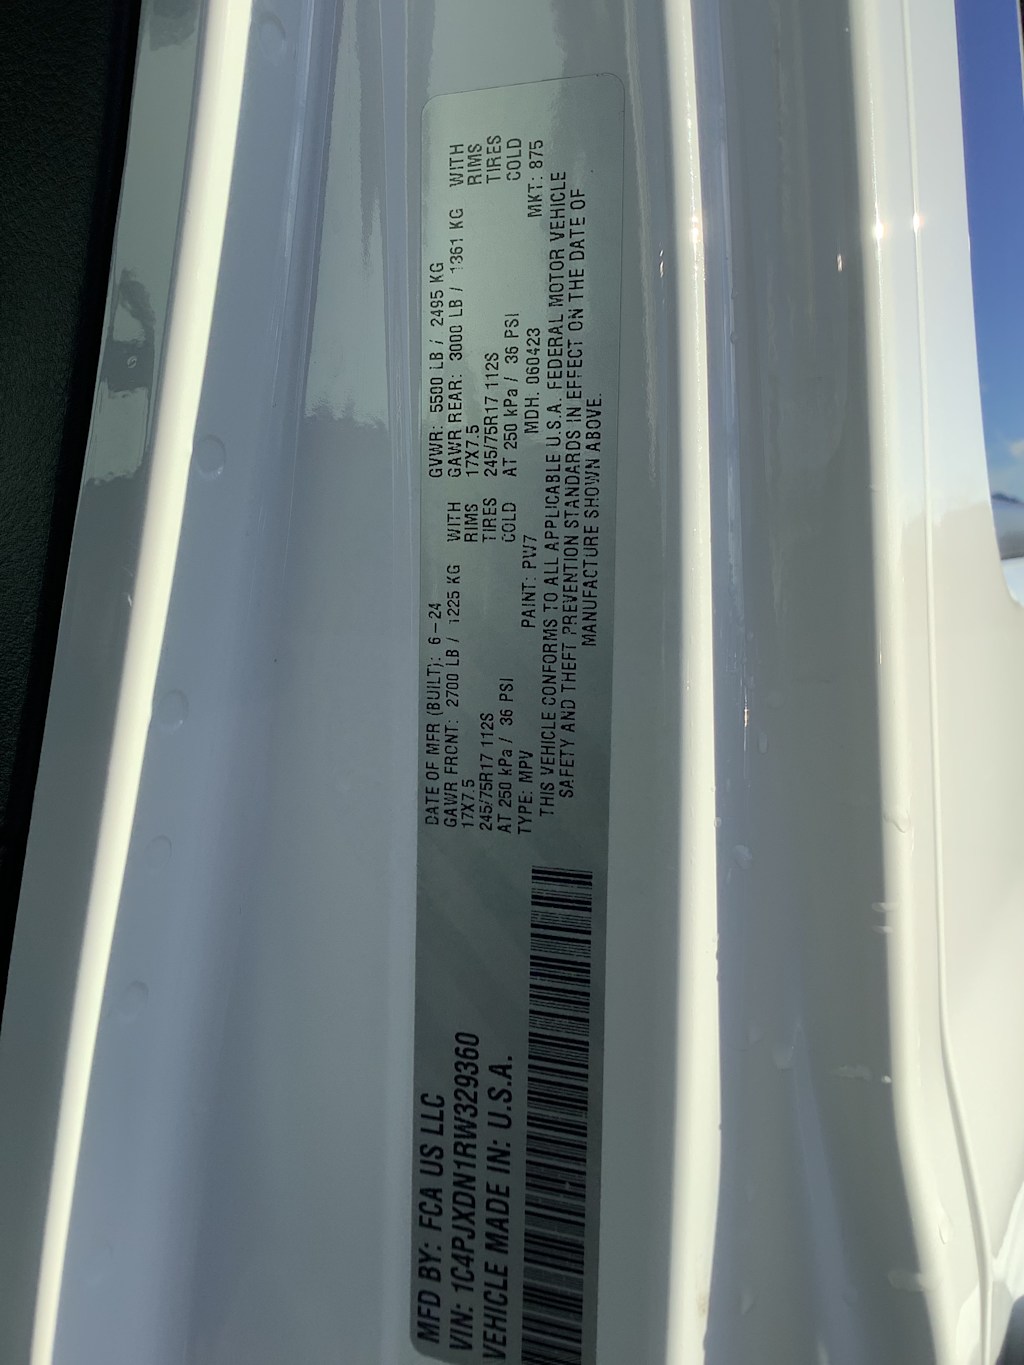 MFD BY: FCA US LLC
VIN: 1C4PJXDN1RW329360
VEHICLE MADE IN: U.S.A.
DATE OF MFR (BUILT): 6-24 GVWR: 5500 LB / 2495 KG
GAWR FRONT: 2700 LB / 1225 KG WITH GAWR REAR: 3000 LB / 1361 KG WITH
17X7.5 RIMS 17X7.5 RIMS
245/75R17 112S TIRES 245/75R17 112S TIRES
AT 250 kPa / 36 PSI COLD AT 250 kPa / 36 PSI COLD
TYPE: MPV PAINT: PW7 MDH: 060423 MKT: 875
THIS VEHICLE CONFORMS TO ALL APPLICABLE U.S.A. FEDERAL MOTOR VEHICLE
SAFETY AND THEFT PREVENTION STANDARDS IN EFFECT ON THE DATE OF
MANUFACTURE SHOWN ABOVE.